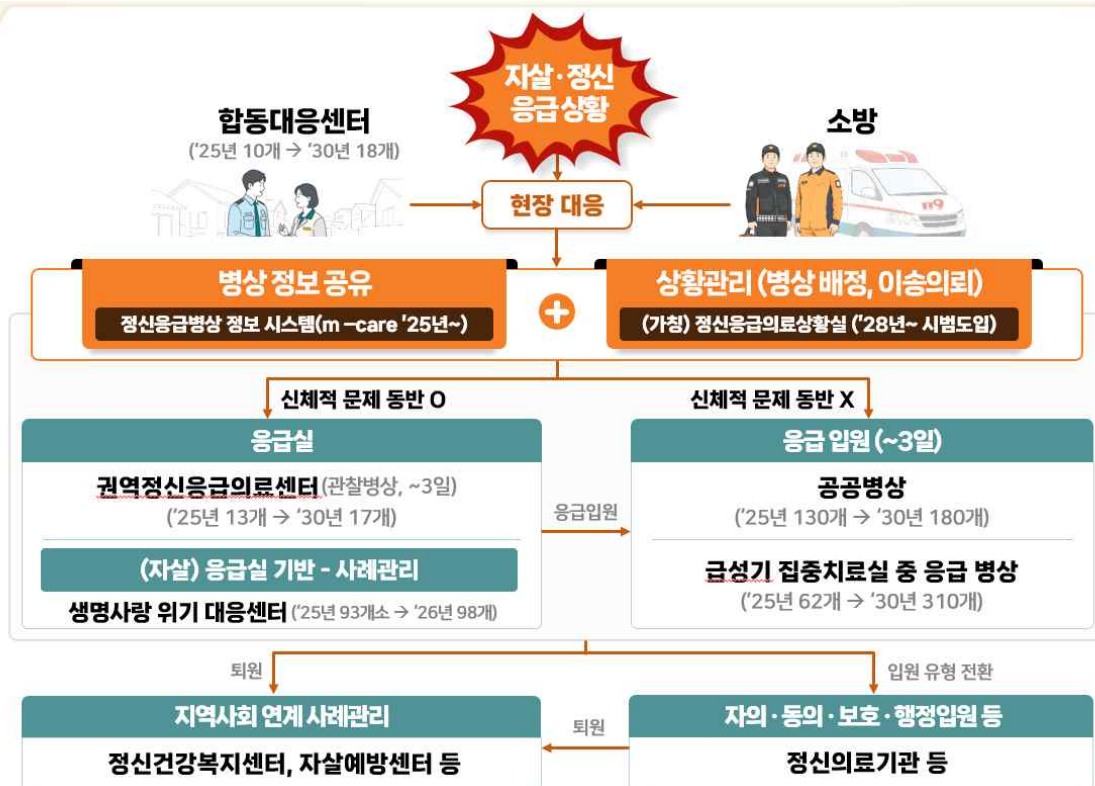 자살·정신
응급 상황
합동대응센터
('25년 10개 → '30년 18개)
소방
119
현장 대응
병상 정보 공유
정신응급병상 정보 시스템(m –care '25년~)
+
상황관리 (병상 배정, 이송의뢰)
(가칭) 정신응급의료상황실 ('28년~ 시범도입)
신체적 문제 동반 O
신체적 문제 동반 X
응급실
권역정신응급의료센터(관찰병상, ~3일)
('25년 13개 → '30년 17개)
(자살) 응급실 기반 - 사례관리
생명사랑 위기 대응센터 ('25년 93개소 → '26년 98개)
응급입원
응급 입원 (~3일)
공공병상
('25년 130개 → '30년 180개)
급성기 집중치료실 중 응급 병상
('25년 62개 → '30년 310개)
퇴원
입원 유형 전환
지역사회 연계 사례관리
정신건강복지센터, 자살예방센터 등
퇴원
자의·동의·보호·행정입원 등
정신의료기관 등